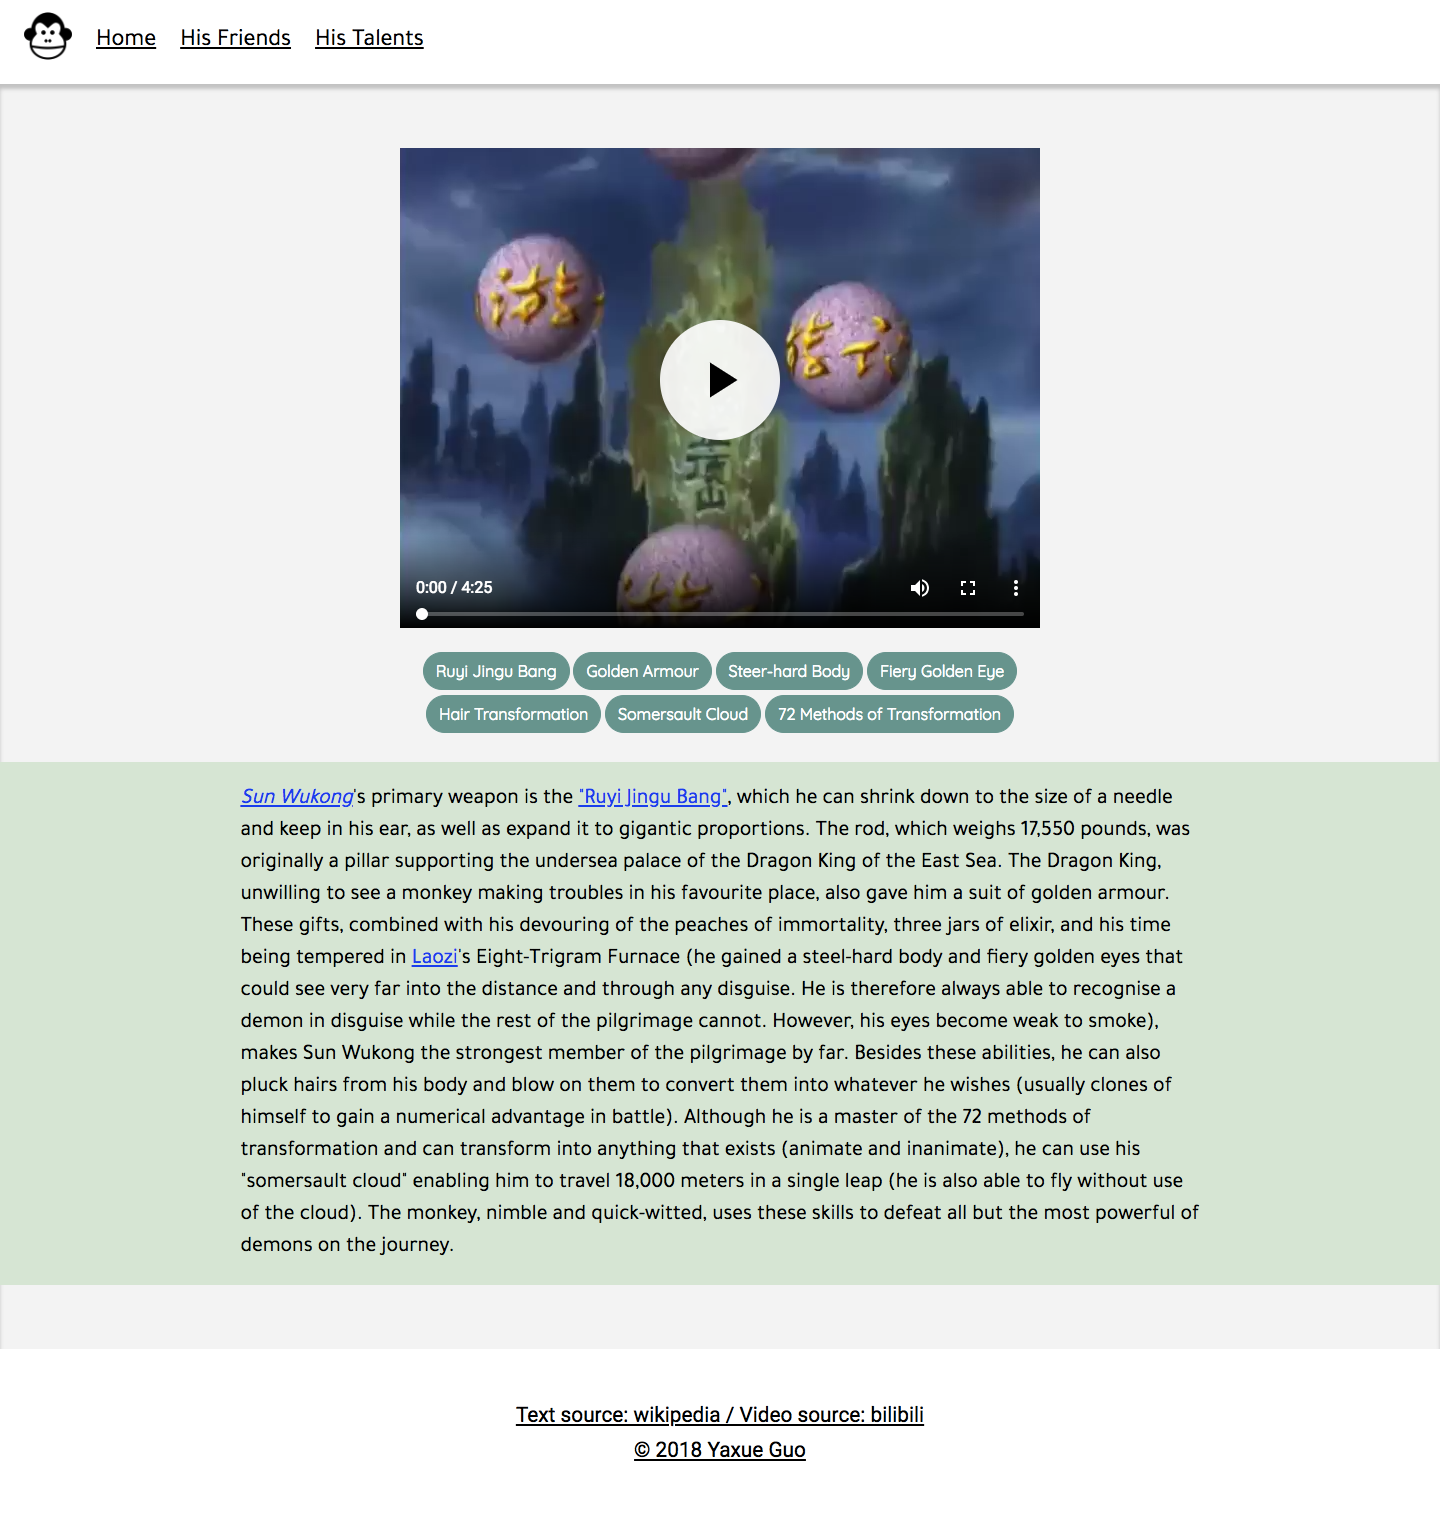 Home His Friends His Talents
游
戏
记
五
行
山
游
0:00 / 4:25
Ruyi Jingu Bang Golden Armour Steer-hard Body Fiery Golden Eye
Hair Transformation Somersault Cloud 72 Methods of Transformation
Sun Wukong's primary weapon is the "Ruyi Jingu Bang", which he can shrink down to the size of a needle
and keep in his ear, as well as expand it to gigantic proportions. The rod, which weighs 17,550 pounds, was
originally a pillar supporting the undersea palace of the Dragon King of the East Sea. The Dragon King,
unwilling to see a monkey making troubles in his favourite place, also gave him a suit of golden armour.
These gifts, combined with his devouring of the peaches of immortality, three jars of elixir, and his time
being tempered in Laozi's Eight-Trigram Furnace (he gained a steel-hard body and fiery golden eyes that
could see very far into the distance and through any disguise. He is therefore always able to recognise a
demon in disguise while the rest of the pilgrimage cannot. However, his eyes become weak to smoke),
makes Sun Wukong the strongest member of the pilgrimage by far. Besides these abilities, he can also
pluck hairs from his body and blow on them to convert them into whatever he wishes (usually clones of
himself to gain a numerical advantage in battle). Although he is a master of the 72 methods of
transformation and can transform into anything that exists (animate and inanimate), he can use his
"somersault cloud" enabling him to travel 18,000 meters in a single leap (he is also able to fly without use
of the cloud). The monkey, nimble and quick-witted, uses these skills to defeat all but the most powerful of
demons on the journey.
Text source: wikipedia / Video source: bilibili
© 2018 Yaxue Guo